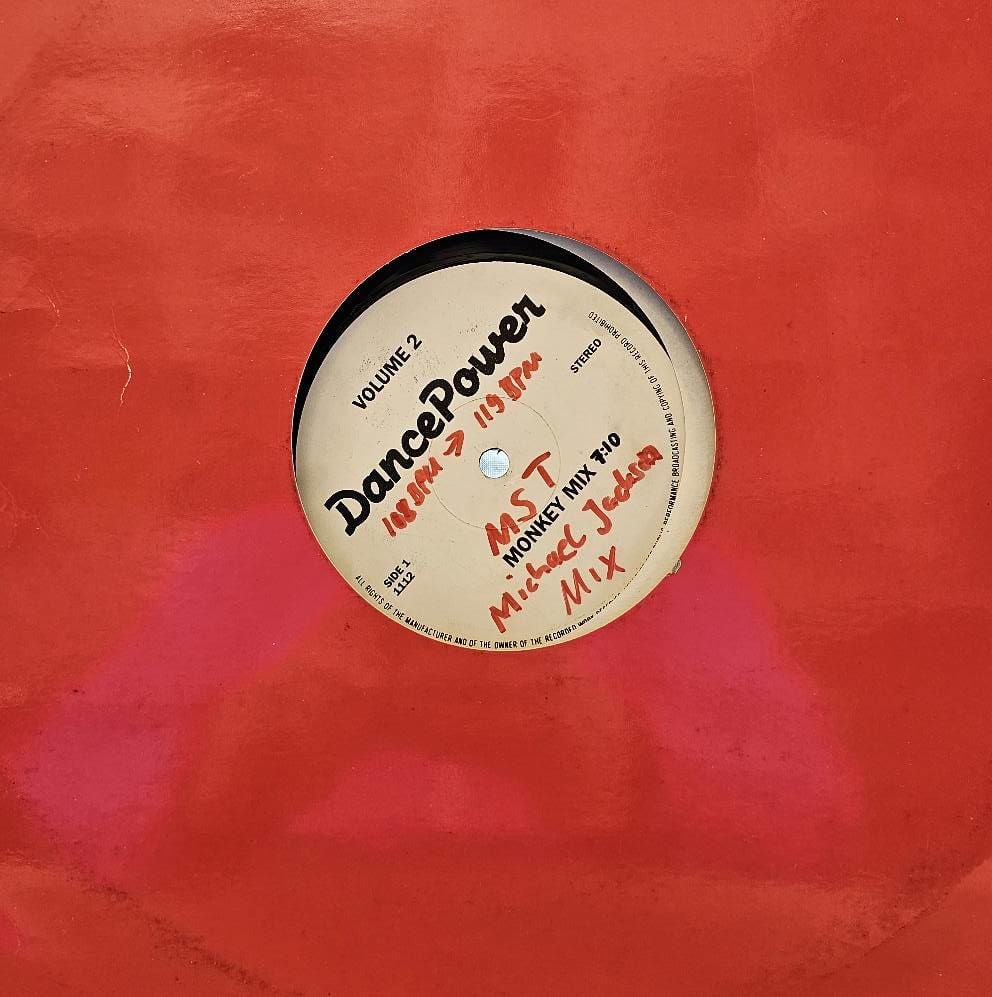 VOLUME 2
DancePower
108 BPM → 119 BPM
STEREO
MST
MONKEY MIX 7:10
Michael Jackson
Mix
SIDE 1
1112
ALL RIGHTS OF THE MANUFACTURER AND OF THE OWNER OF THE RECORDED WORK
PERFORMANCE BROADCASTING AND COPYING OF THIS RECORD PROHIBITED